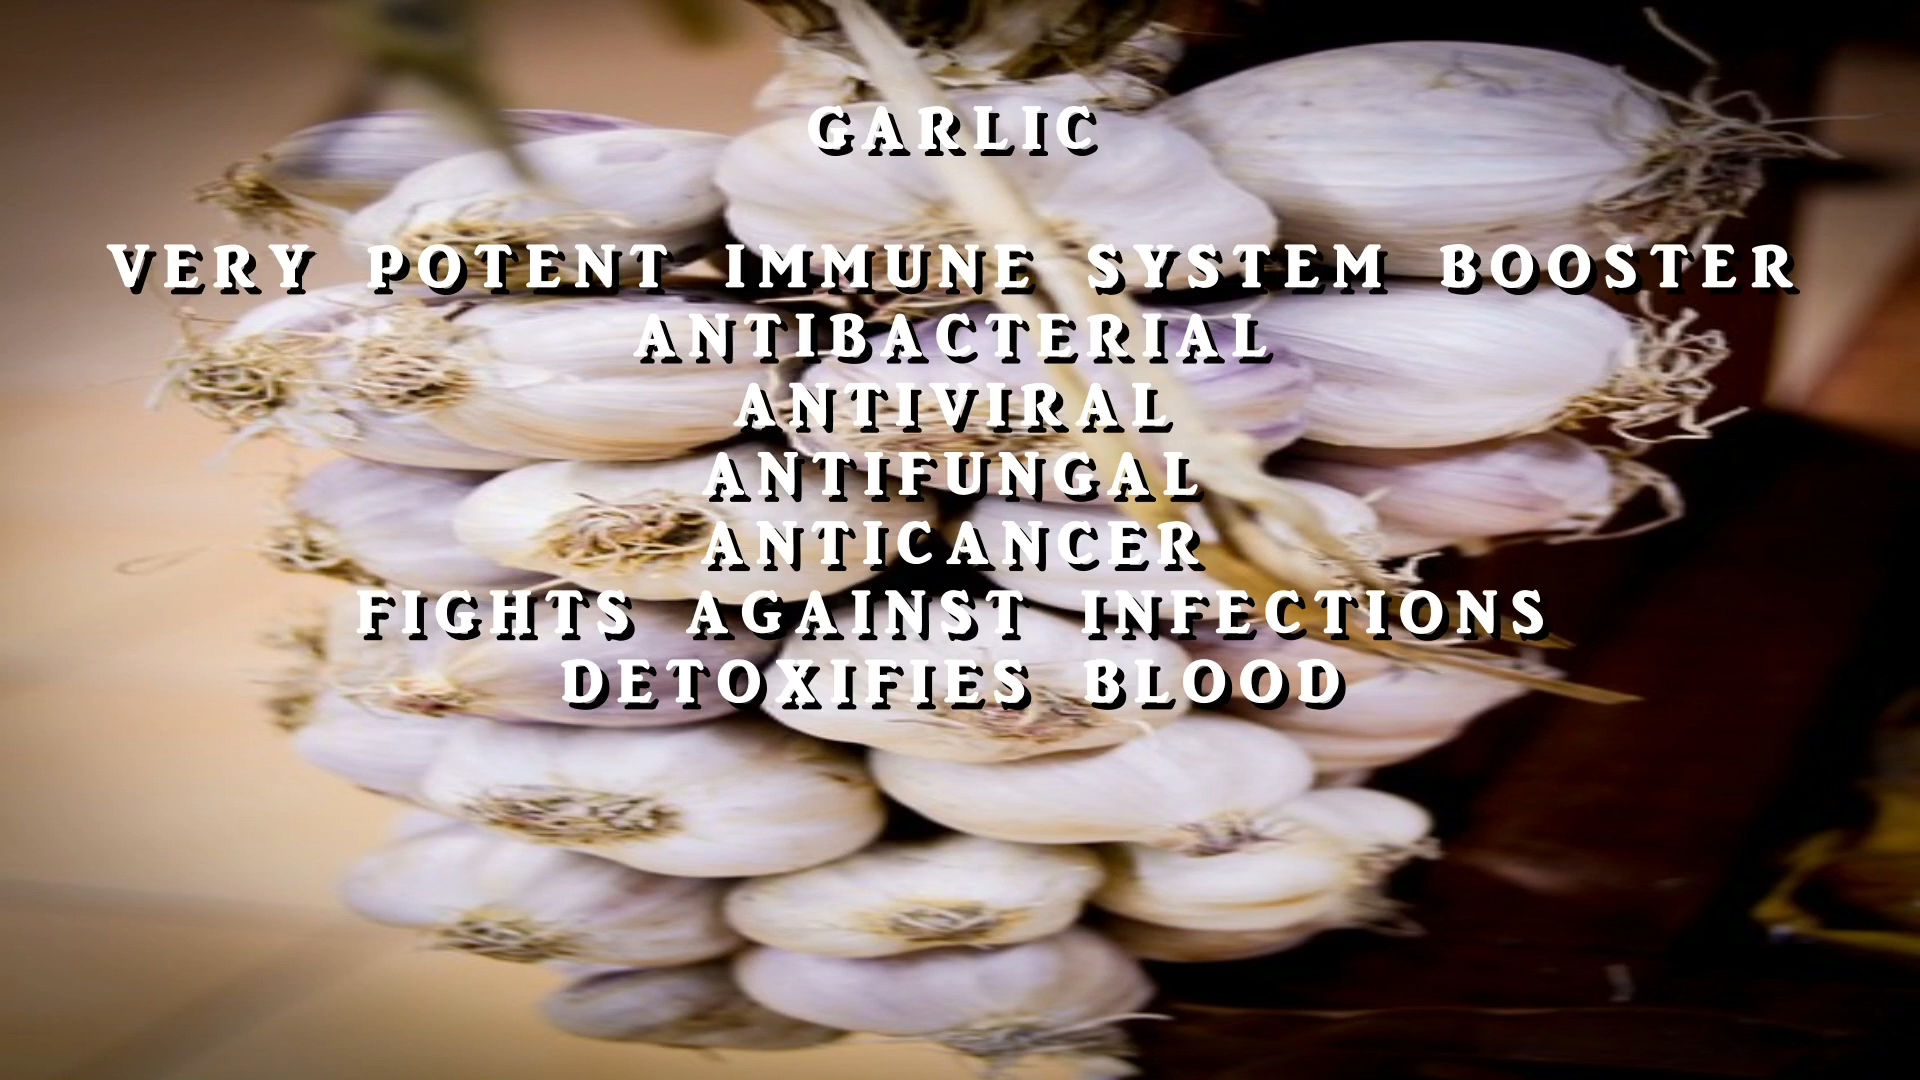 GARLIC
VERY POTENT IMMUNE SYSTEM BOOSTER
ANTIBACTERIAL
ANTIVIRAL
ANTIFUNGAL
ANTICANCER
FIGHTS AGAINST INFECTIONS
DETOXIFIES BLOOD